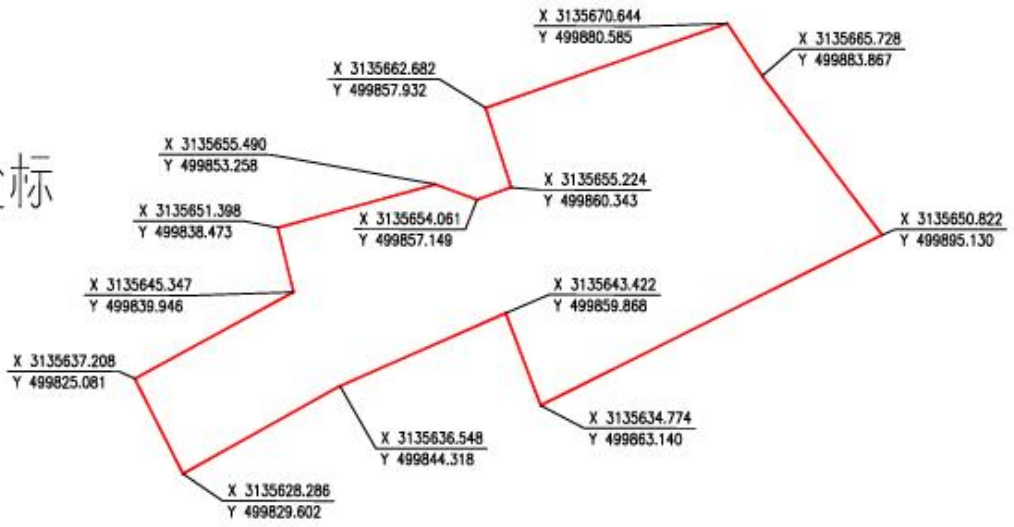 X 3135670.644
Y 499880.585
X 3135665.728
Y 499883.867
X 3135662.682
Y 499857.932
X 3135655.490
Y 499853.258
标
X 3135655.224
Y 499860.343
X 3135651.398
Y 499838.473
X 3135654.061
Y 499857.149
X 3135650.822
Y 499895.130
X 3135645.347
Y 499839.946
X 3135643.422
Y 499859.868
X 3135637.208
Y 499825.081
X 3135634.774
Y 499863.140
X 3135636.548
Y 499844.318
X 3135628.286
Y 499829.602